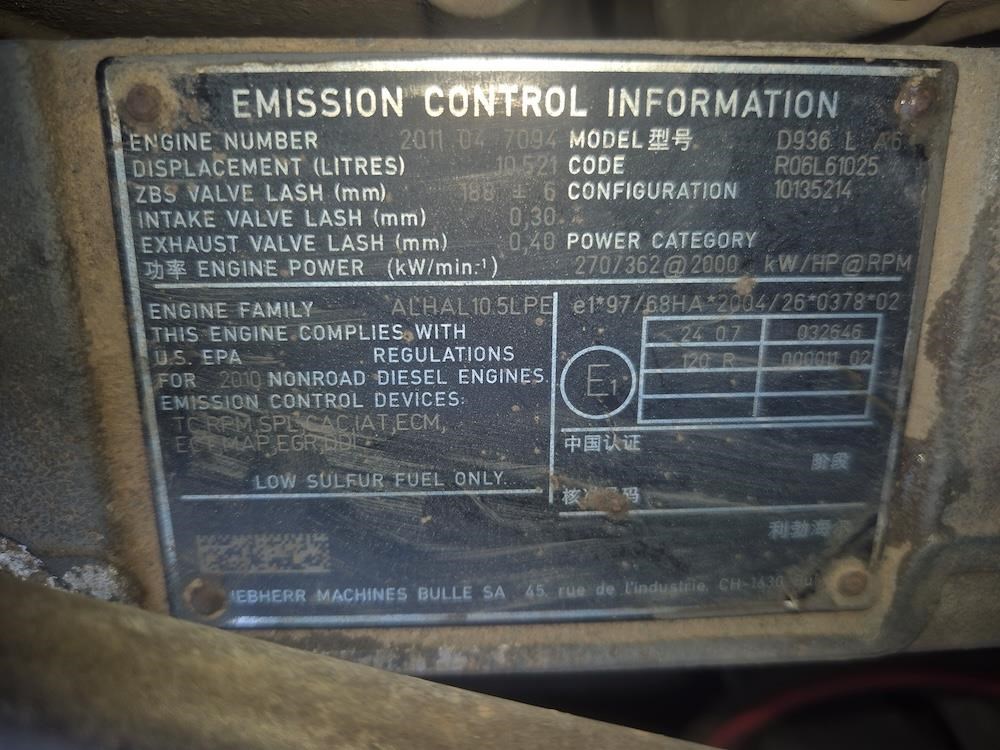 EMISSION CONTROL INFORMATION
ENGINE NUMBER 2011 04 7094 MODEL 型号 D936 L A6
DISPLACEMENT (LITRES) 10.521 CODE R06L61025
ZBS VALVE LASH (mm) 188 ± 6 CONFIGURATION 10135214
INTAKE VALVE LASH (mm) 0,30
EXHAUST VALVE LASH (mm) 0,40 POWER CATEGORY
功率 ENGINE POWER (kW/min.-¹) 270/362@2000 kW/HP@RPM
ENGINE FAMILY ALHAL10.5LPE
THIS ENGINE COMPLIES WITH
U.S. EPA REGULATIONS
FOR 2010 NONROAD DIESEL ENGINES.
EMISSION CONTROL DEVICES:
TC,RPM,SPL,CAC,IAT,ECM,
ECT,MAP,EGR,DDI
LOW SULFUR FUEL ONLY.
e1*97/68HA*2004/26*0378*02
E1
24 0.7 032646
120 R 000011 02
中国认证
阶段
核 码
利勃海
LIEBHERR MACHINES BULLE SA 45, rue de l'industrie, CH-1630